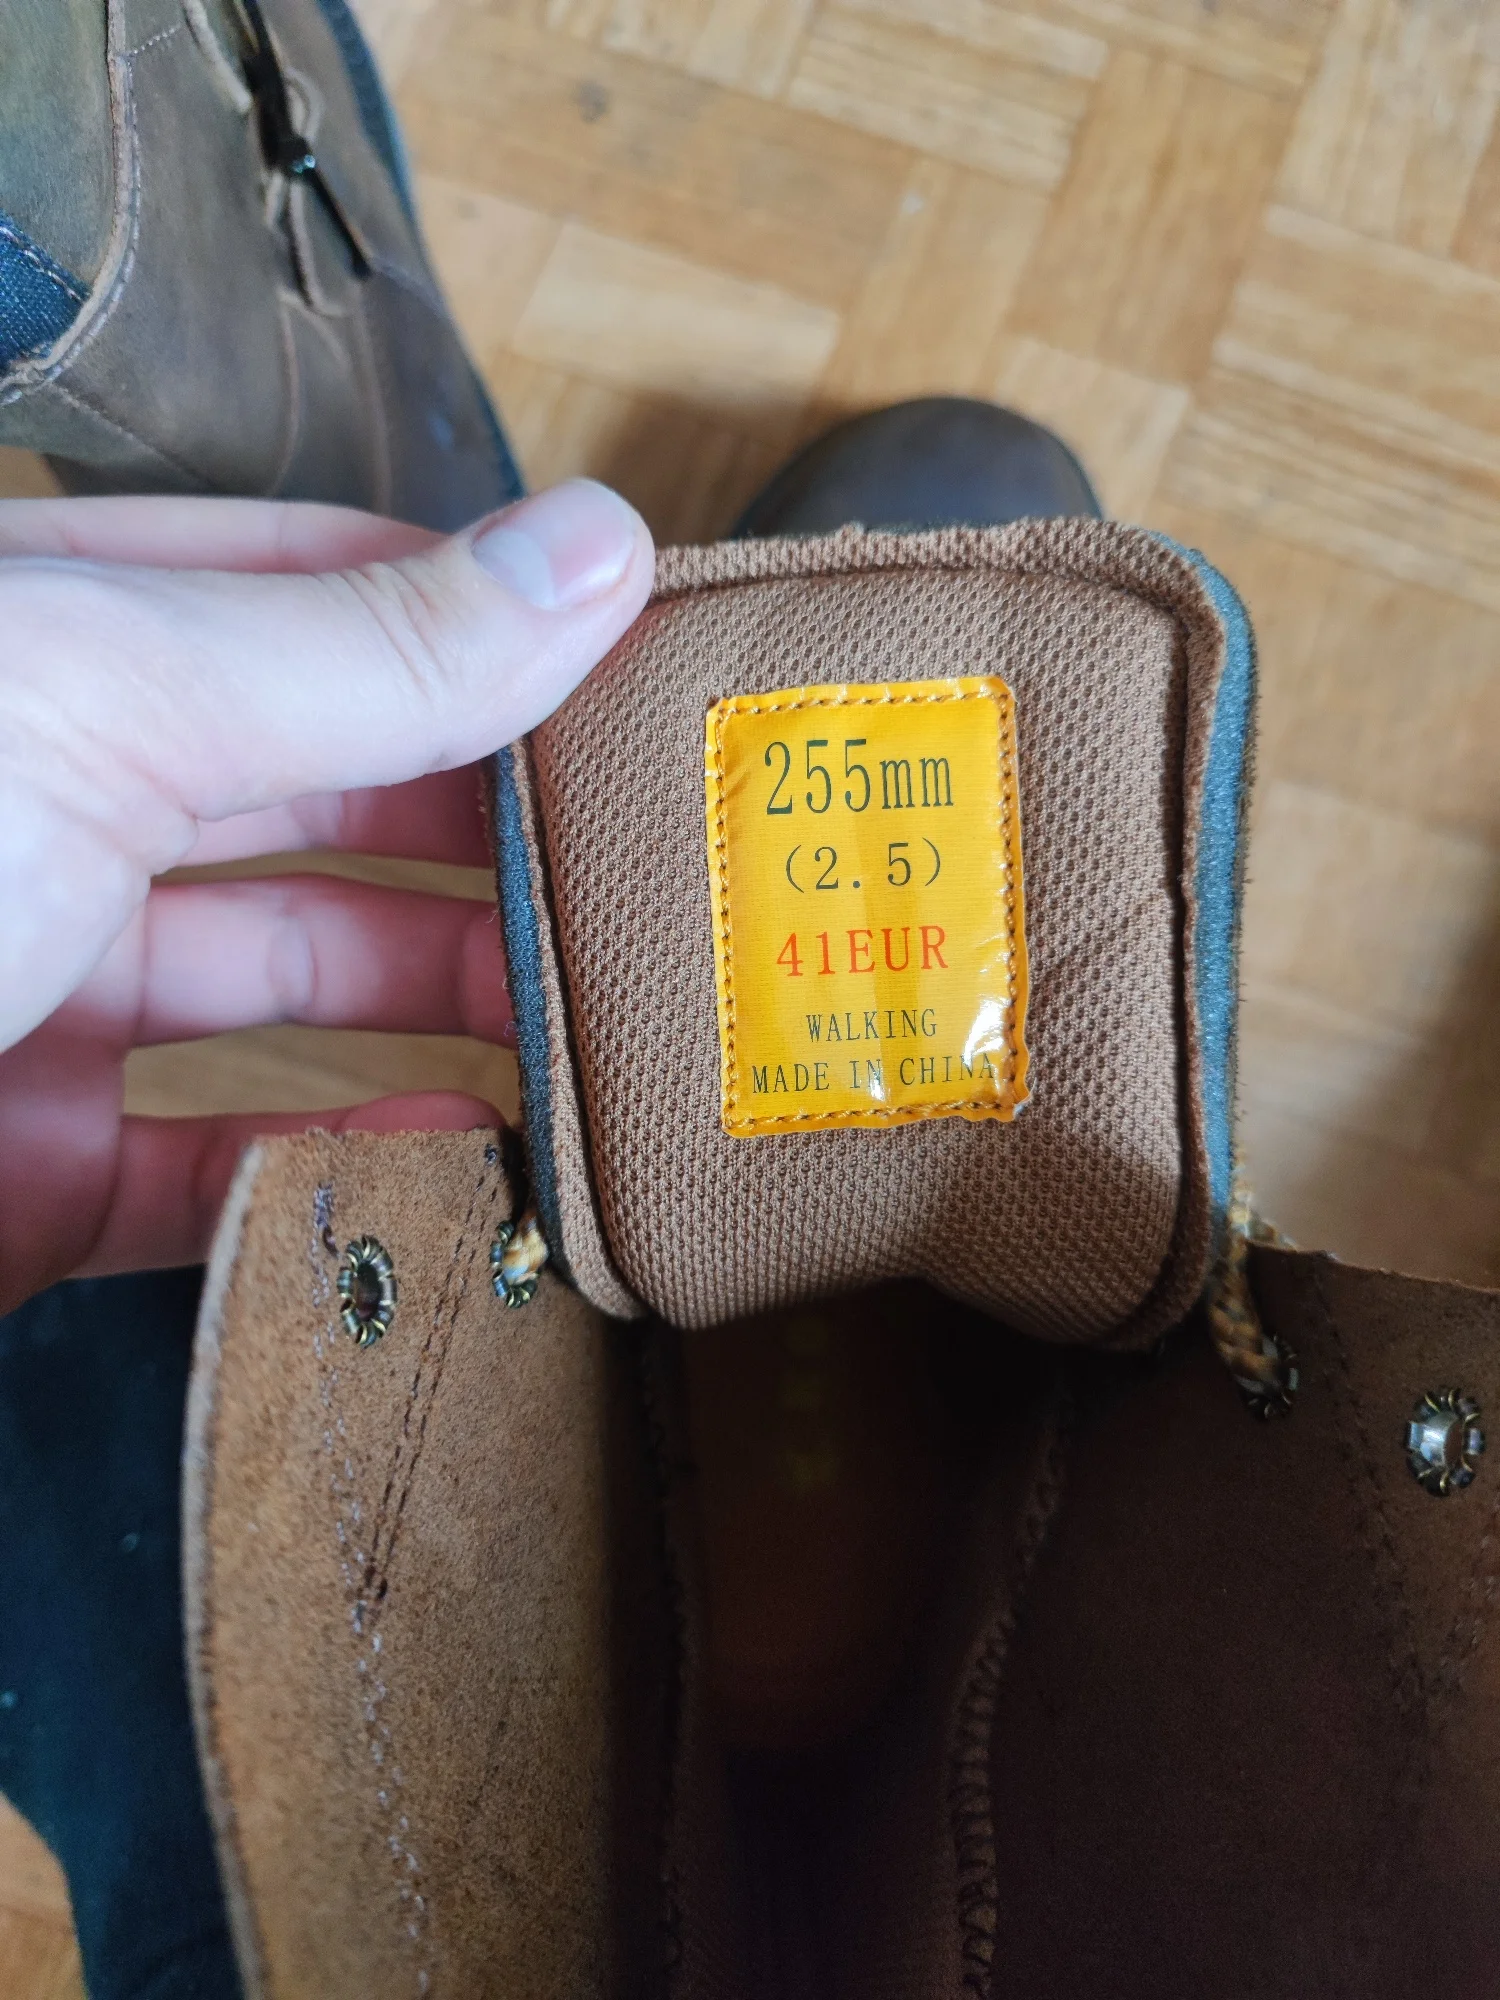 255mm
(2.5)
41EUR
WALKING
MADE IN CHINA